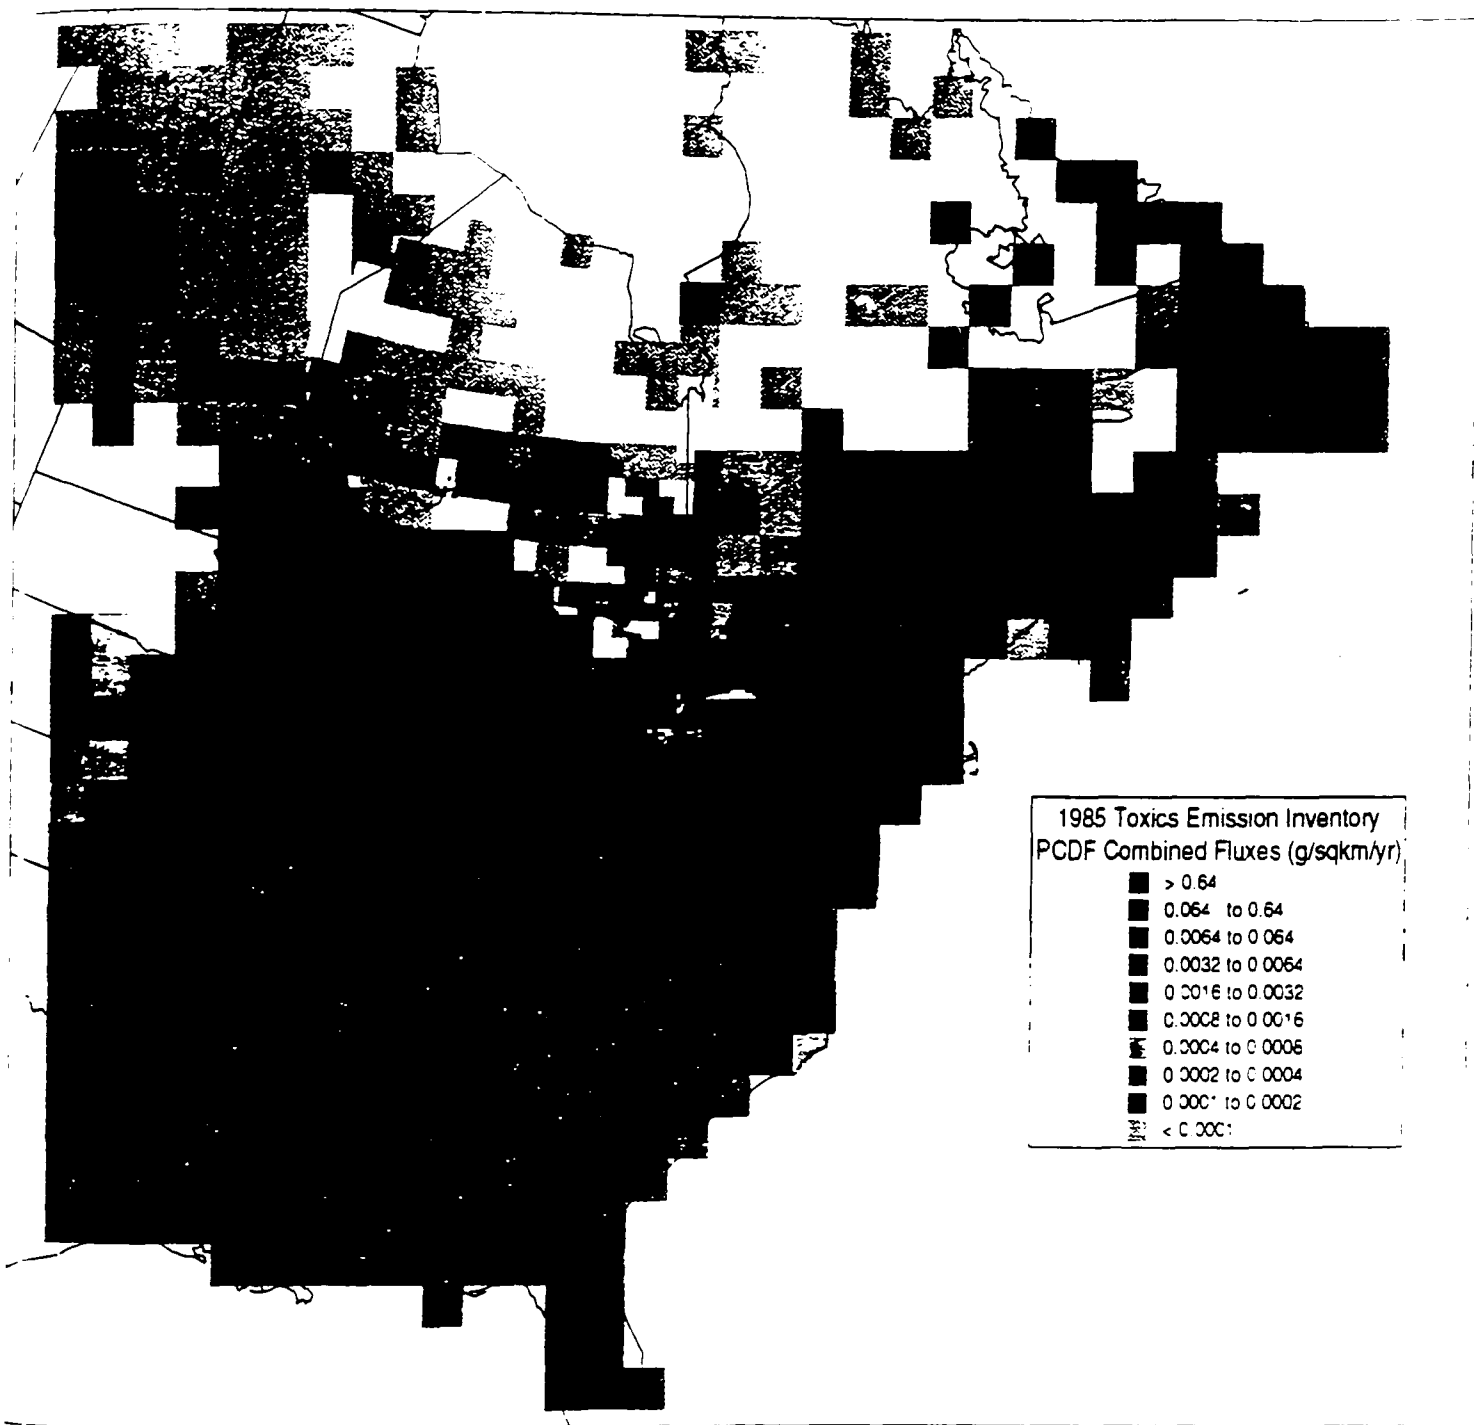 1985 Toxics Emission Inventory
PCDF Combined Fluxes (g/sqkm/yr)
> 0.64
0.064 to 0.64
0.0064 to 0.064
0.0032 to 0.0064
0.0016 to 0.0032
0.0008 to 0.0016
0.0004 to 0.0008
0.0002 to 0.0004
0.0001 to 0.0002
< 0.0001